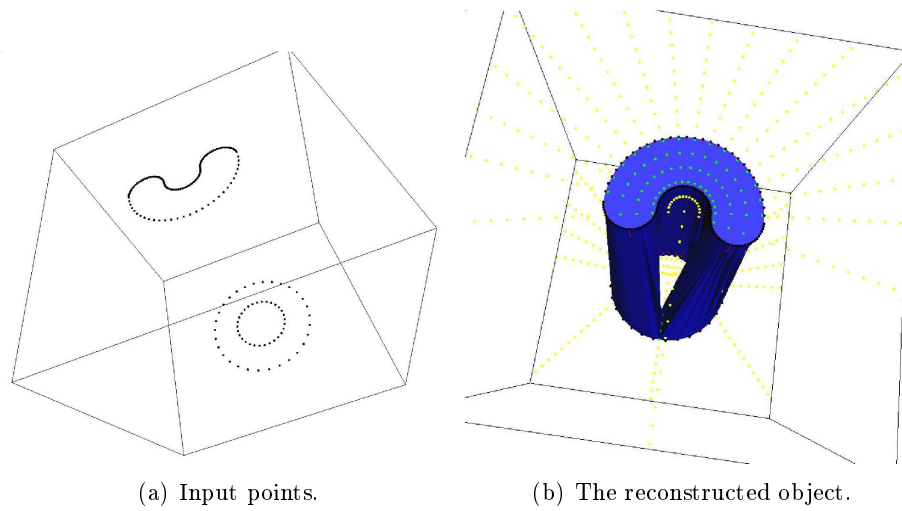 (a) Input points.
(b) The reconstructed object.